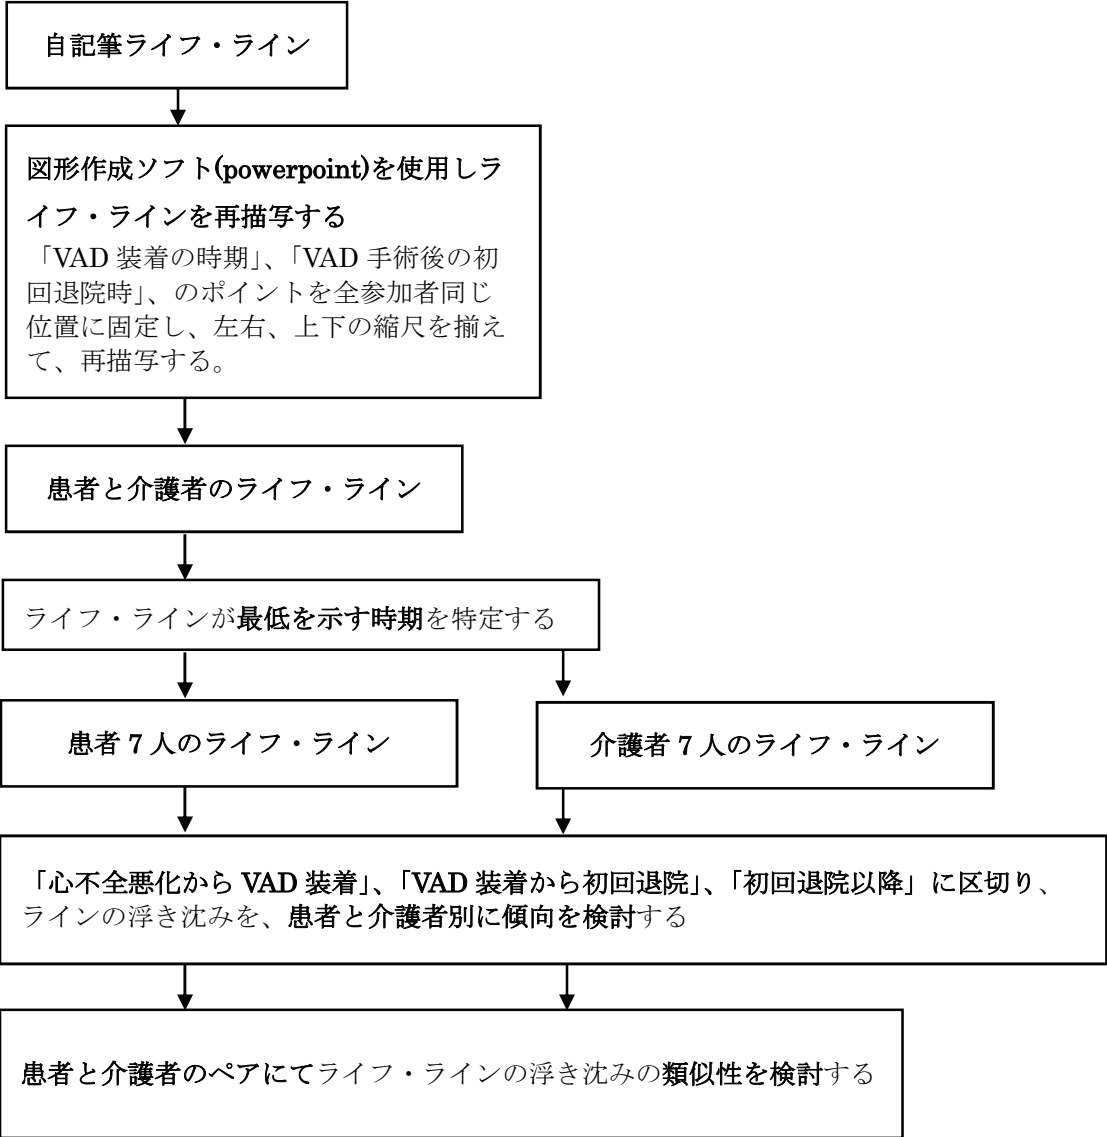 自記筆ライフ・ライン
図形作成ソフト(powerpoint)を使用しラ
イフ・ラインを再描写する
「VAD 装着の時期」、「VAD 手術後の初
回退院時」、のポイントを全参加者同じ
位置に固定し、左右、上下の縮尺を揃え
て、再描写する。
患者と介護者のライフ・ライン
ライフ・ラインが最低を示す時期を特定する
患者 7 人のライフ・ライン
介護者 7 人のライフ・ライン
「心不全悪化から VAD 装着」、「VAD 装着から初回退院」、「初回退院以降」に区切り、
ラインの浮き沈みを、患者と介護者別に傾向を検討する
患者と介護者のペアにてライフ・ラインの浮き沈みの類似性を検討する